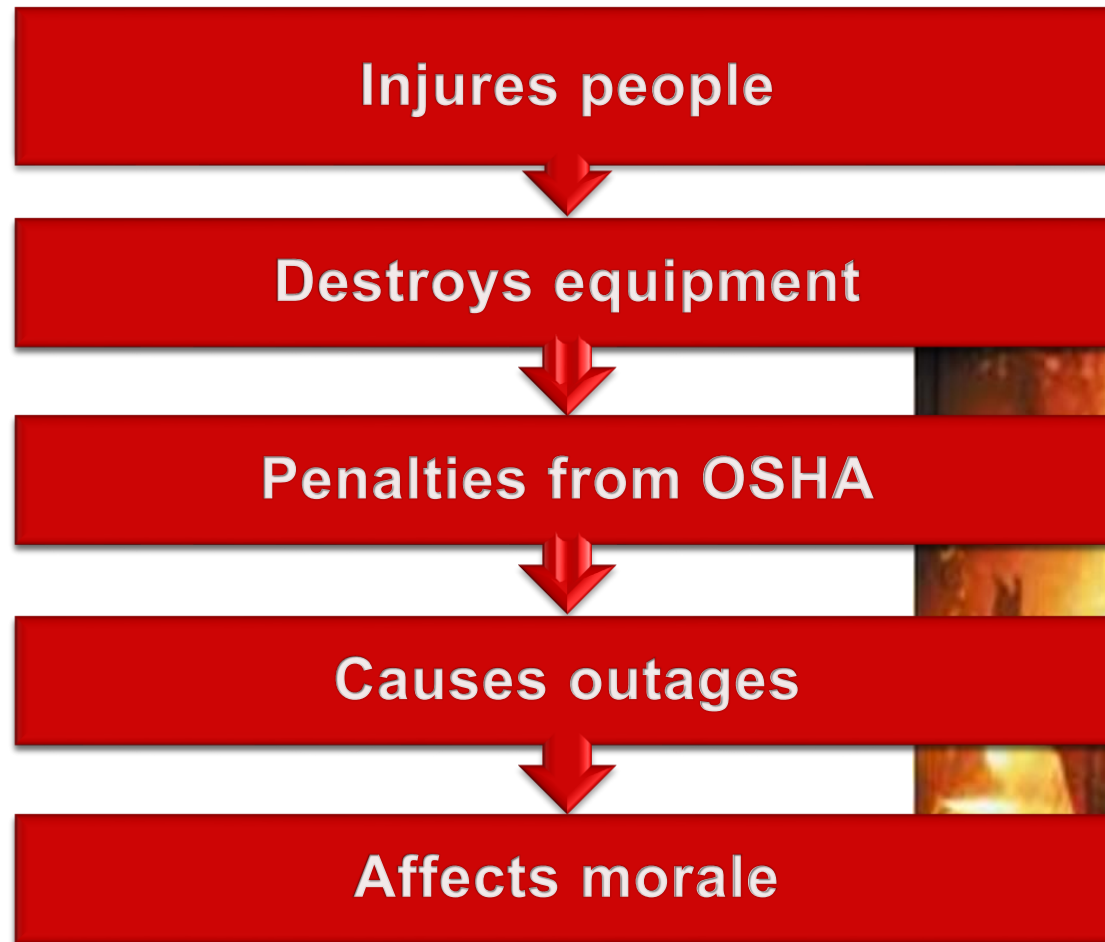 Injures people
Destroys equipment
Penalties from OSHA
Causes outages
Affects morale